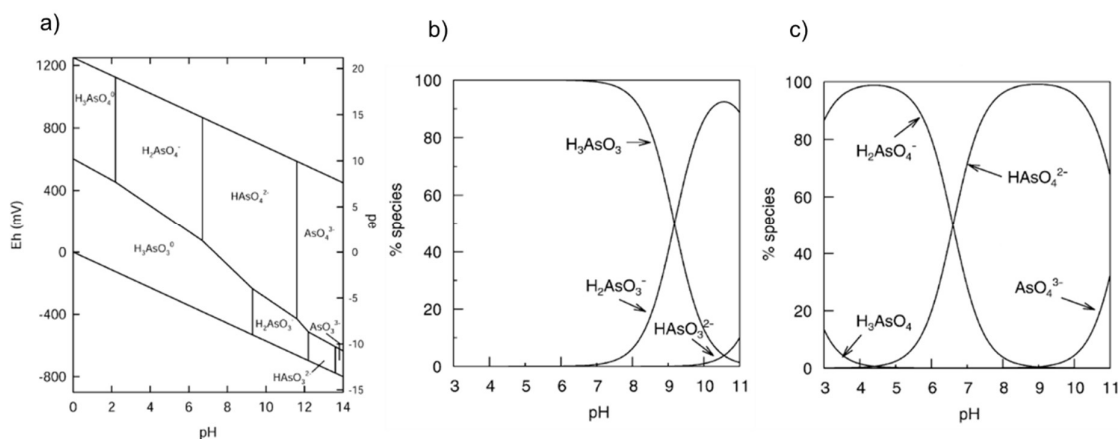 a)
1200
800
400
0
-400
-800
Eh (mV)
20
15
10
5
0
-5
-10
-15
pe
H₃AsO₄⁰
H₂AsO₄⁻
HAsO₄²⁻
AsO₄³⁻
H₃AsO₃⁰
H₂AsO₃
AsO₃³⁻
HAsO₃²⁻
0 2 4 6 8 10 12 14
pH
b)
100
80
60
40
20
0
% species
H₃AsO₃
H₂AsO₃⁻
HAsO₃²⁻
3 4 5 6 7 8 9 10 11
pH
c)
100
80
60
40
20
0
% species
H₂AsO₄⁻
HAsO₄²⁻
AsO₄³⁻
H₃AsO₄
3 4 5 6 7 8 9 10 11
pH